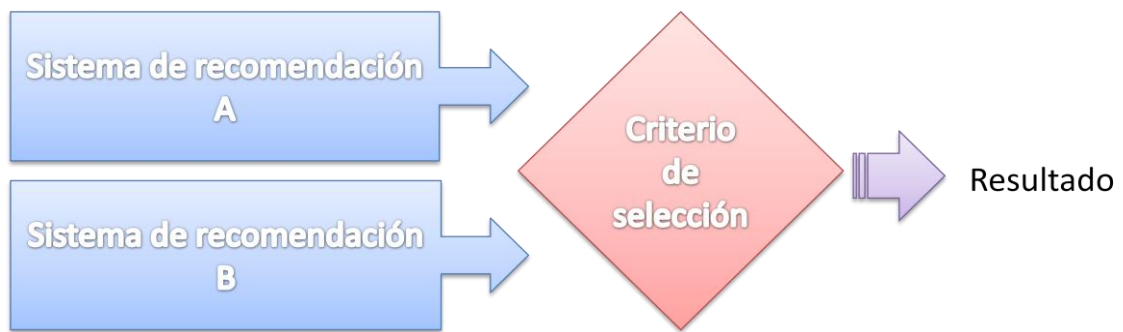 Sistema de recomendación
A
Sistema de recomendación
B
Criterio
de
selección
Resultado